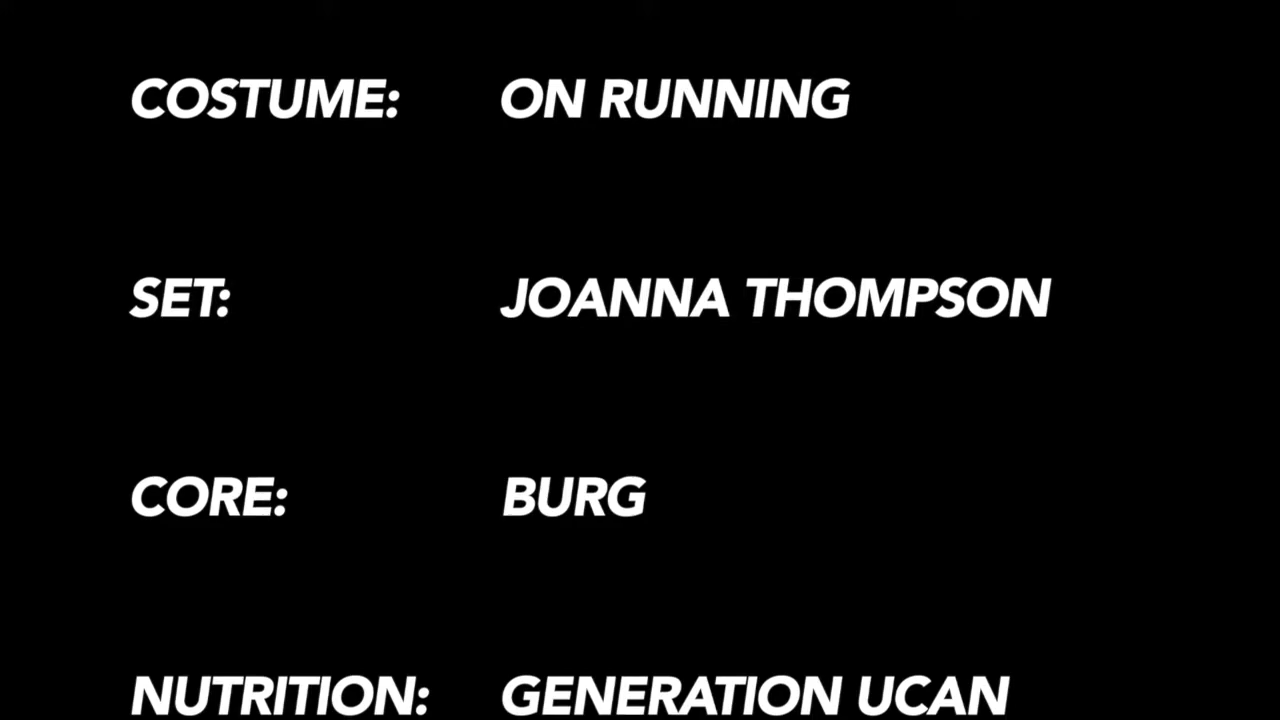 COSTUME: ON RUNNING
SET: JOANNA THOMPSON
CORE: BURG
NUTRITION: GENERATION UCAN